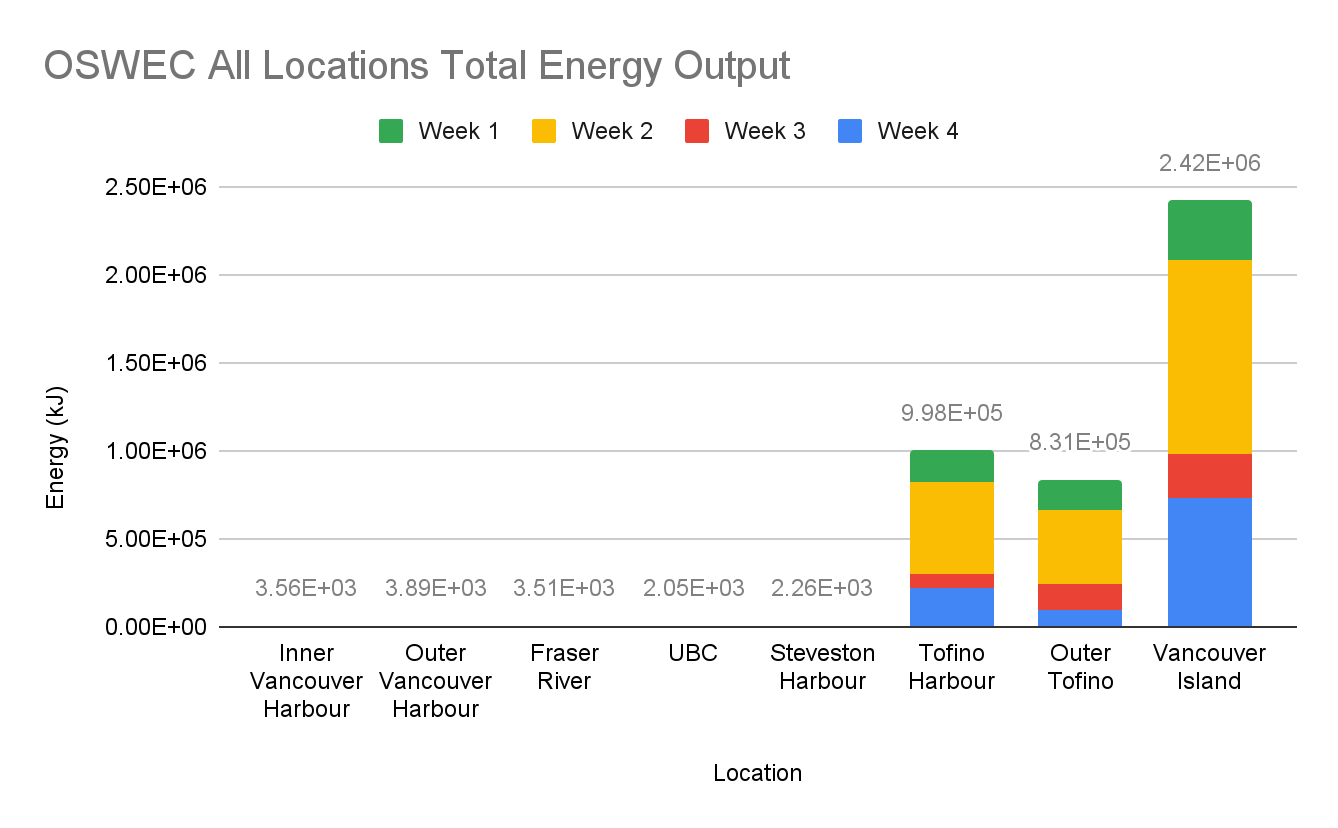 OSWEC All Locations Total Energy Output
Week 1 Week 2 Week 3 Week 4
2.42E+06
2.50E+06
2.00E+06
1.50E+06
9.98E+05
8.31E+05
1.00E+06
5.00E+05
3.56E+03 3.89E+03 3.51E+03 2.05E+03 2.26E+03
0.00E+00
Energy (kJ)
Inner
Vancouver
Harbour
Outer
Vancouver
Harbour
Fraser
River
UBC
Steveston
Harbour
Tofino
Harbour
Outer
Tofino
Vancouver
Island
Location